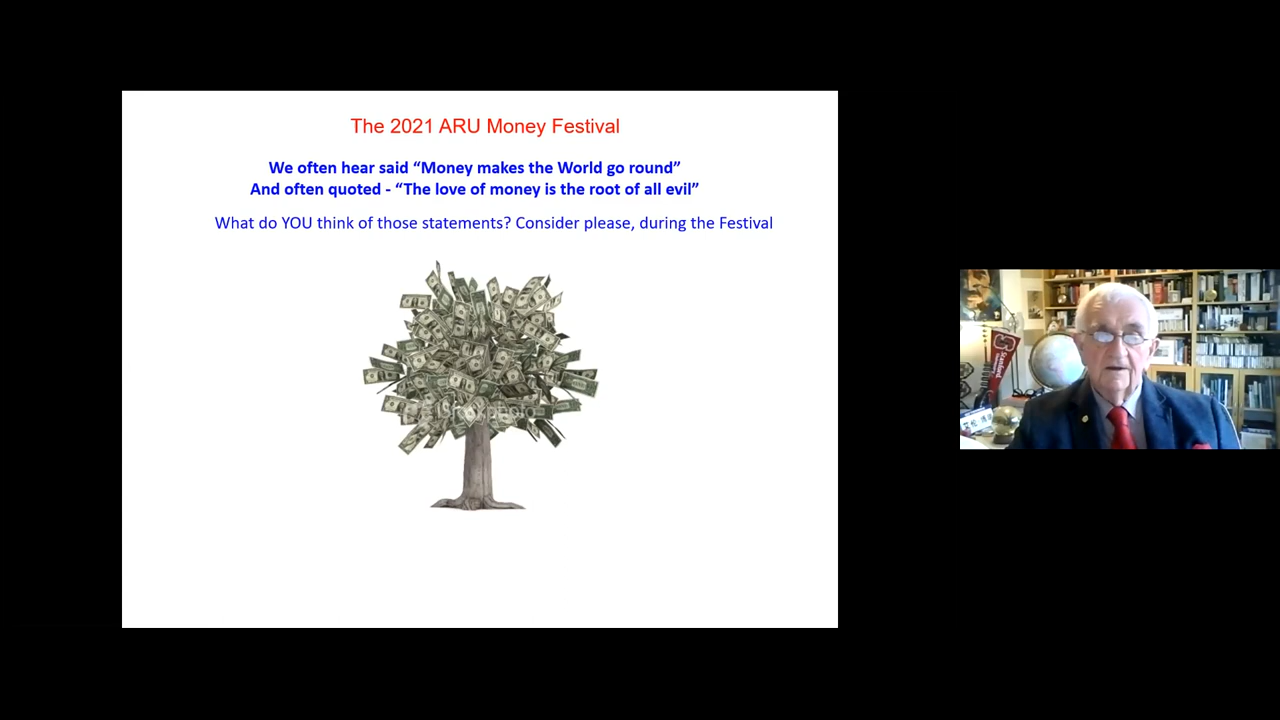 The 2021 ARU Money Festival
We often hear said “Money makes the World go round”
And often quoted - “The love of money is the root of all evil”
What do YOU think of those statements? Consider please, during the Festival
iStockphoto
Stanford